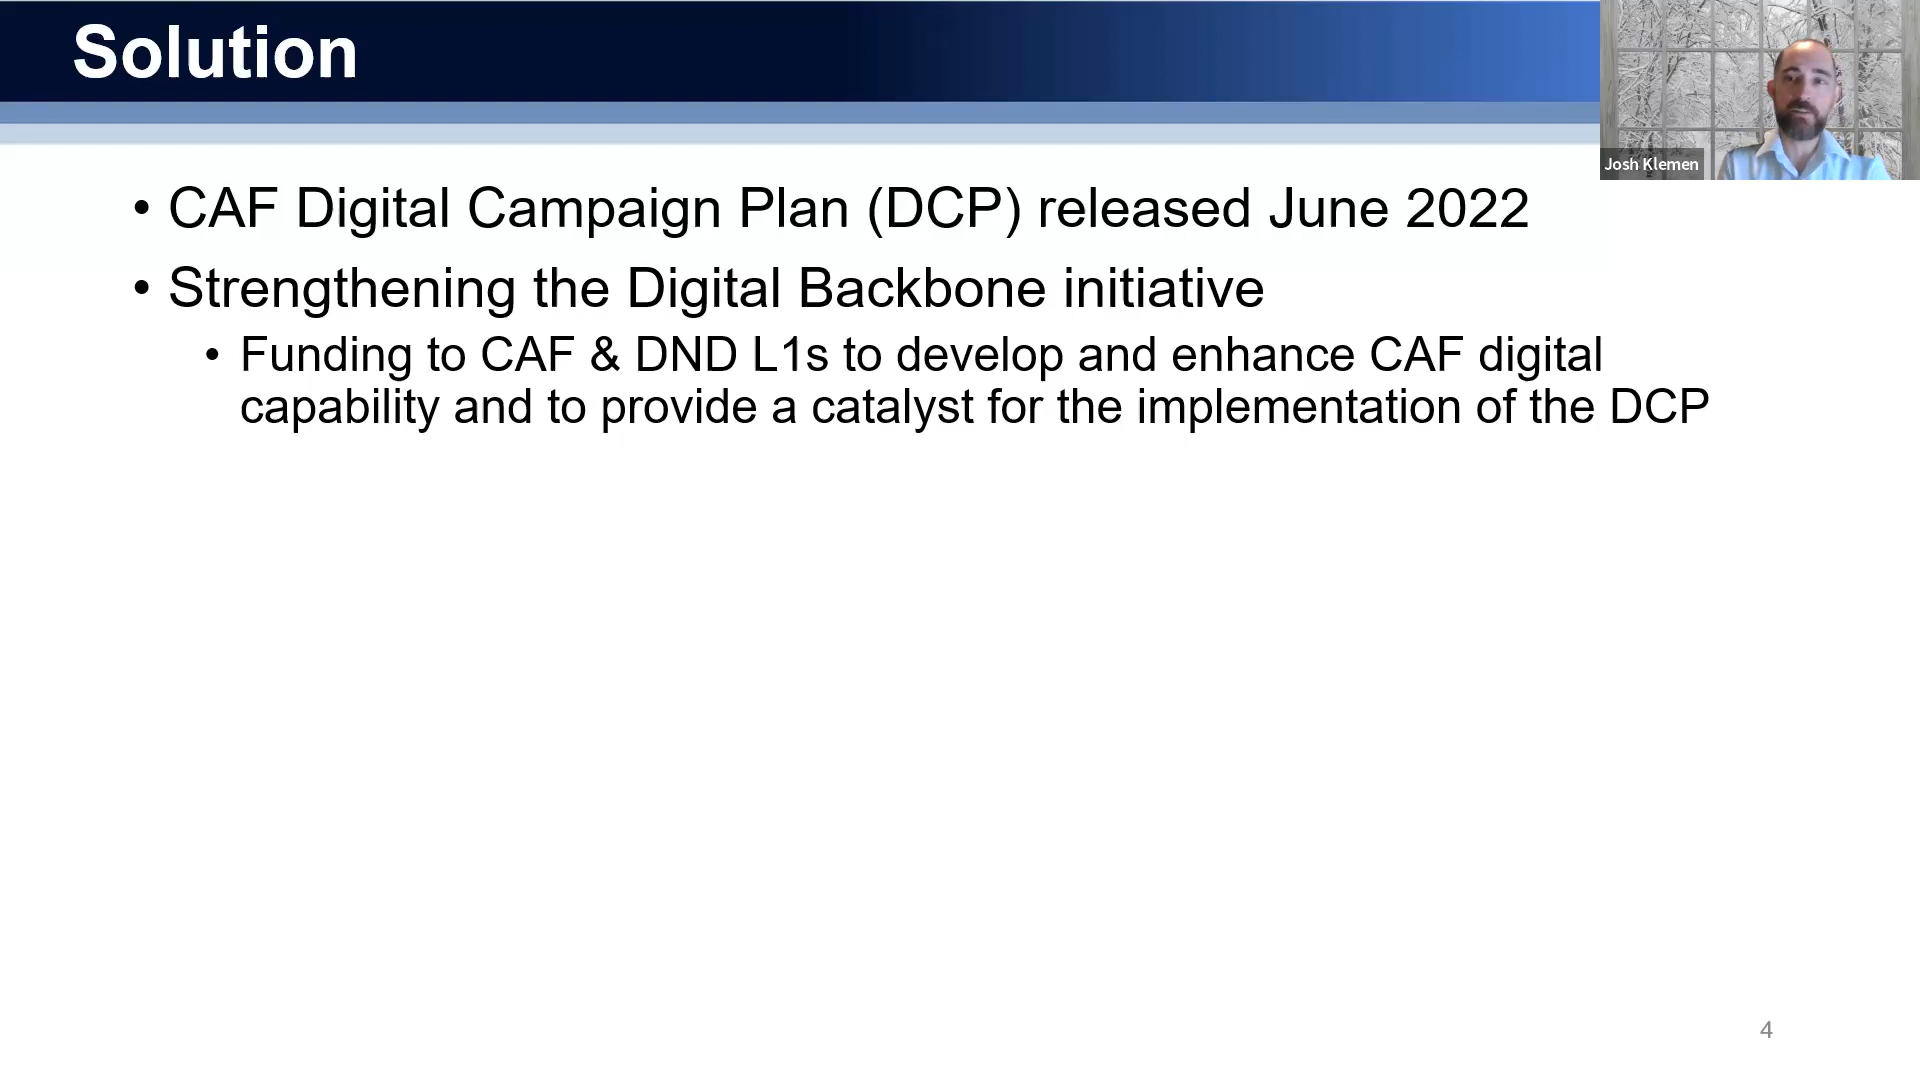 Solution
Josh Klemen
• CAF Digital Campaign Plan (DCP) released June 2022
• Strengthening the Digital Backbone initiative
• Funding to CAF & DND L1s to develop and enhance CAF digital
capability and to provide a catalyst for the implementation of the DCP
4